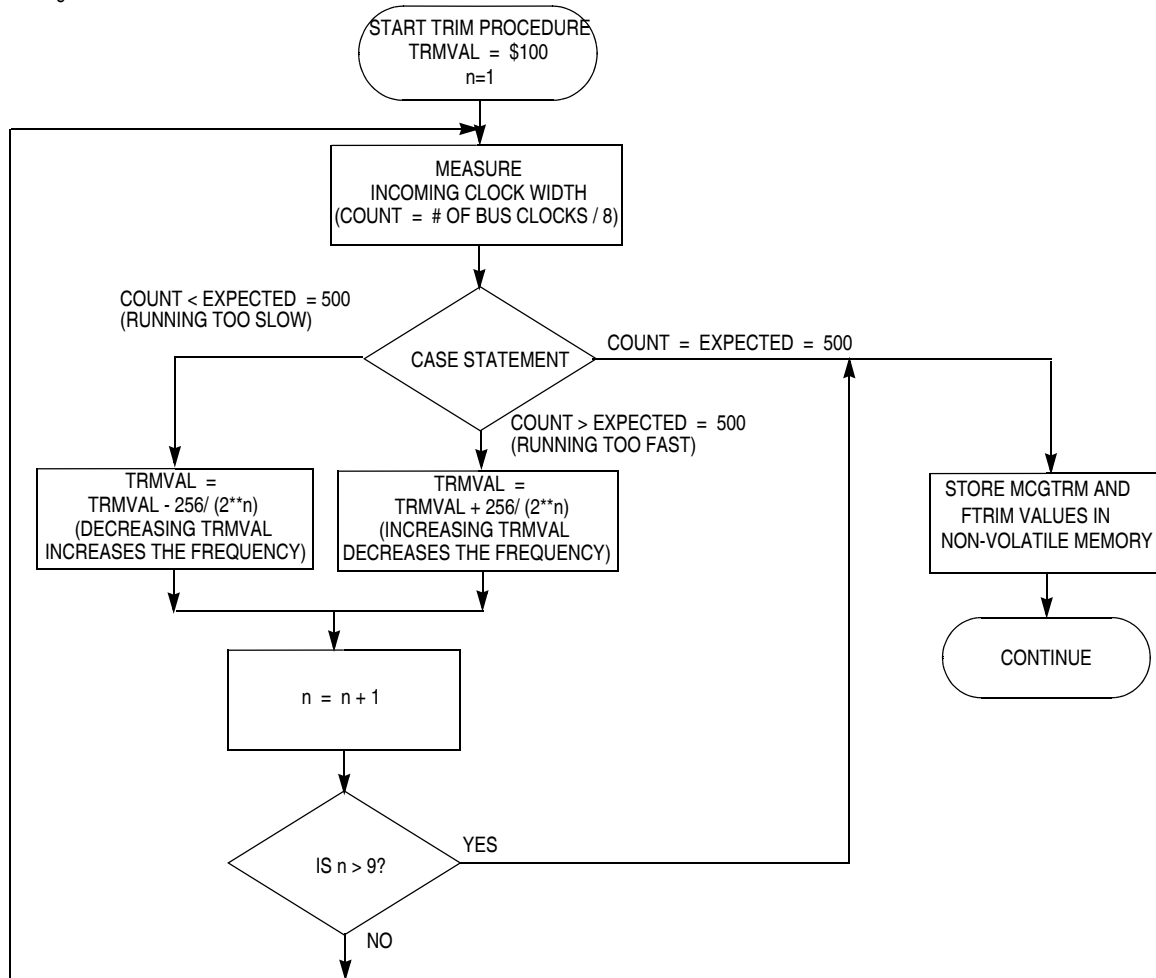 START TRIM PROCEDURE
TRMVAL = $100
n=1
MEASURE
INCOMING CLOCK WIDTH
(COUNT = # OF BUS CLOCKS / 8)
COUNT < EXPECTED = 500
(RUNNING TOO SLOW)
CASE STATEMENT
COUNT = EXPECTED = 500
COUNT > EXPECTED = 500
(RUNNING TOO FAST)
TRMVAL =
TRMVAL - 256/ (2**n)
(DECREASING TRMVAL
INCREASES THE FREQUENCY)
TRMVAL =
TRMVAL + 256/ (2**n)
(INCREASING TRMVAL
DECREASES THE FREQUENCY)
STORE MCGTRM AND
FTRIM VALUES IN
NON-VOLATILE MEMORY
CONTINUE
n = n + 1
IS n > 9?
YES
NO